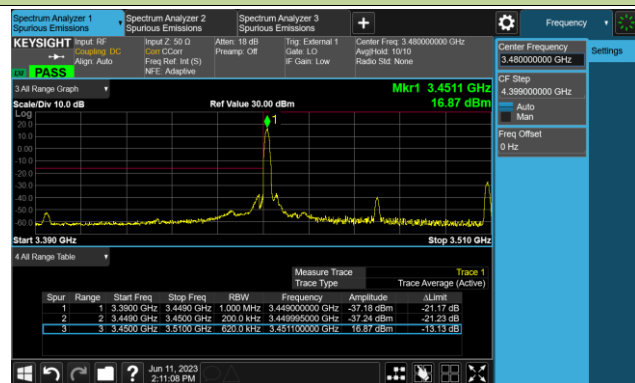 Spectrum Analyzer 1
Spurious Emissions
Spectrum Analyzer 2
Spurious Emissions
Spectrum Analyzer 3
Spurious Emissions
Frequency
KEYSIGHT
Input: RF
Coupling: DC
Align: Auto
Input Z: 50 Ω
Corr CCorr
Freq Ref: Int (S)
NFE: Adaptive
Atten: 18 dB
Preamp: Off
Trig: External 1
Gate: LO
IF Gain: Low
Center Freq: 3.480000000 GHz
Avg|Hold: 10/10
Radio Std: None
PASS
Center Frequency
3.480000000 GHz
Settings
CF Step
4.399000000 GHz
Auto
Man
Freq Offset
0 Hz
3 All Range Graph
Mkr1 3.4511 GHz
Scale/Div 10.0 dB
Ref Value 30.00 dBm
16.87 dBm
Log
1
20.0
10.0
0.00
-10.0
-20.0
-30.0
-40.0
-50.0
-60.0
Start 3.390 GHz
Stop 3.510 GHz
4 All Range Table
Measure Trace Trace 1
Trace Type Trace Average (Active)
Spur Range Start Freq Stop Freq RBW Frequency Amplitude ΔLimit
1 1 3.3900 GHz 3.4490 GHz 1.000 MHz 3.449000000 GHz -37.18 dBm -21.17 dB
2 2 3.4490 GHz 3.4500 GHz 200.0 kHz 3.449995000 GHz -37.24 dBm -21.23 dB
3 3 3.4500 GHz 3.5100 GHz 620.0 kHz 3.451100000 GHz 16.87 dBm -13.13 dB
Jun 11, 2023
2:11:08 PM